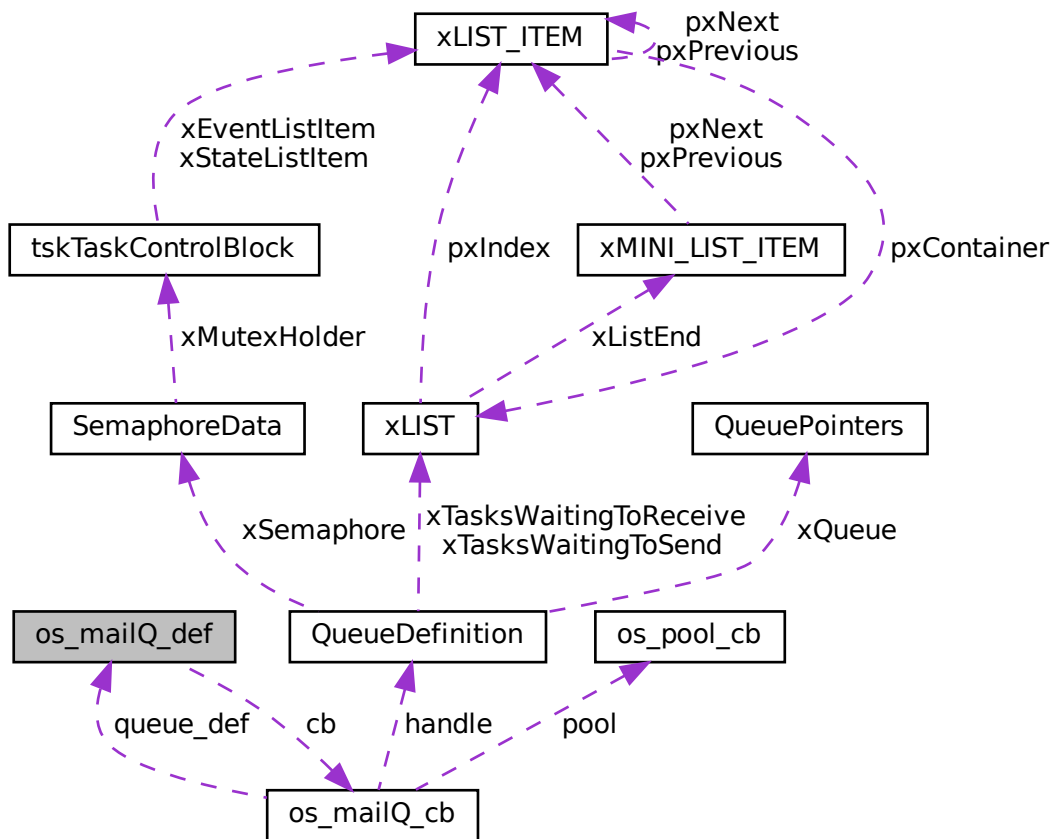 xLIST_ITEM
pxNext
pxPrevious
xEventListItem
xStateListItem
pxNext
pxPrevious
tskTaskControlBlock
pxIndex
xMINI_LIST_ITEM
pxContainer
xMutexHolder
xListEnd
SemaphoreData
xLIST
QueuePointers
xSemaphore
xTasksWaitingToReceive
xTasksWaitingToSend
xQueue
os_mailQ_def
QueueDefinition
os_pool_cb
queue_def
cb
handle
pool
os_mailQ_cb